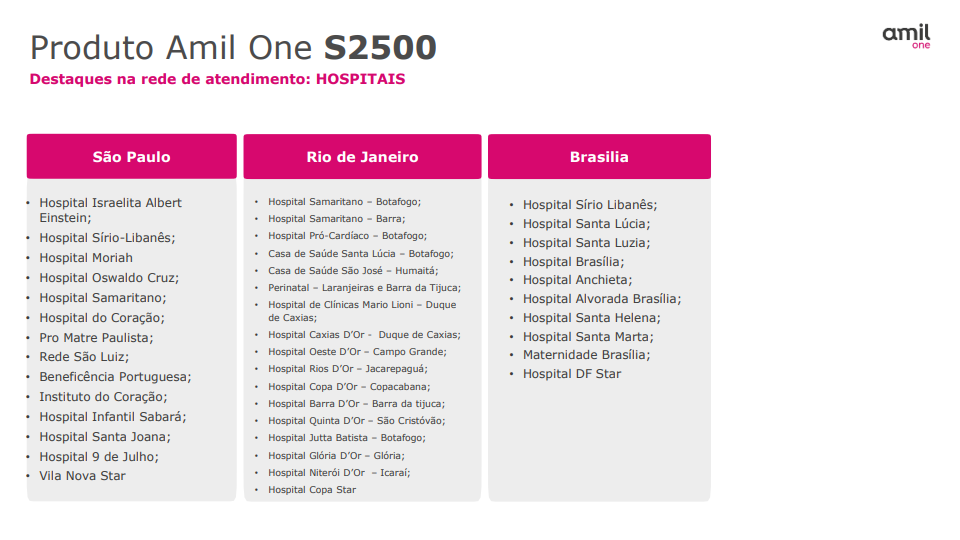 Produto Amil One S2500
amil
one
Destaques na rede de atendimento: HOSPITAIS
São Paulo
• Hospital Israelita Albert
Einstein;
• Hospital Sírio-Libanês;
• Hospital Moriah
• Hospital Oswaldo Cruz;
• Hospital Samaritano;
• Hospital do Coração;
• Pro Matre Paulista;
• Rede São Luiz;
• Beneficência Portuguesa;
• Instituto do Coração;
• Hospital Infantil Sabará;
• Hospital Santa Joana;
• Hospital 9 de Julho;
• Vila Nova Star
Rio de Janeiro
• Hospital Samaritano – Botafogo;
• Hospital Samaritano – Barra;
• Hospital Pró-Cardíaco – Botafogo;
• Casa de Saúde Santa Lúcia – Botafogo;
• Casa de Saúde São José – Humaitá;
• Perinatal – Laranjeiras e Barra da Tijuca;
• Hospital de Clínicas Mario Lioni – Duque
de Caxias;
• Hospital Caxias D’Or - Duque de Caxias;
• Hospital Oeste D’Or – Campo Grande;
• Hospital Rios D’Or – Jacarepaguá;
• Hospital Copa D’Or – Copacabana;
• Hospital Barra D’Or – Barra da tijuca;
• Hospital Quinta D’Or – São Cristóvão;
• Hospital Jutta Batista – Botafogo;
• Hospital Glória D’Or – Glória;
• Hospital Niterói D’Or – Icaraí;
• Hospital Copa Star
Brasilia
• Hospital Sírio Libanês;
• Hospital Santa Lúcia;
• Hospital Santa Luzia;
• Hospital Brasília;
• Hospital Anchieta;
• Hospital Alvorada Brasília;
• Hospital Santa Helena;
• Hospital Santa Marta;
• Maternidade Brasília;
• Hospital DF Star